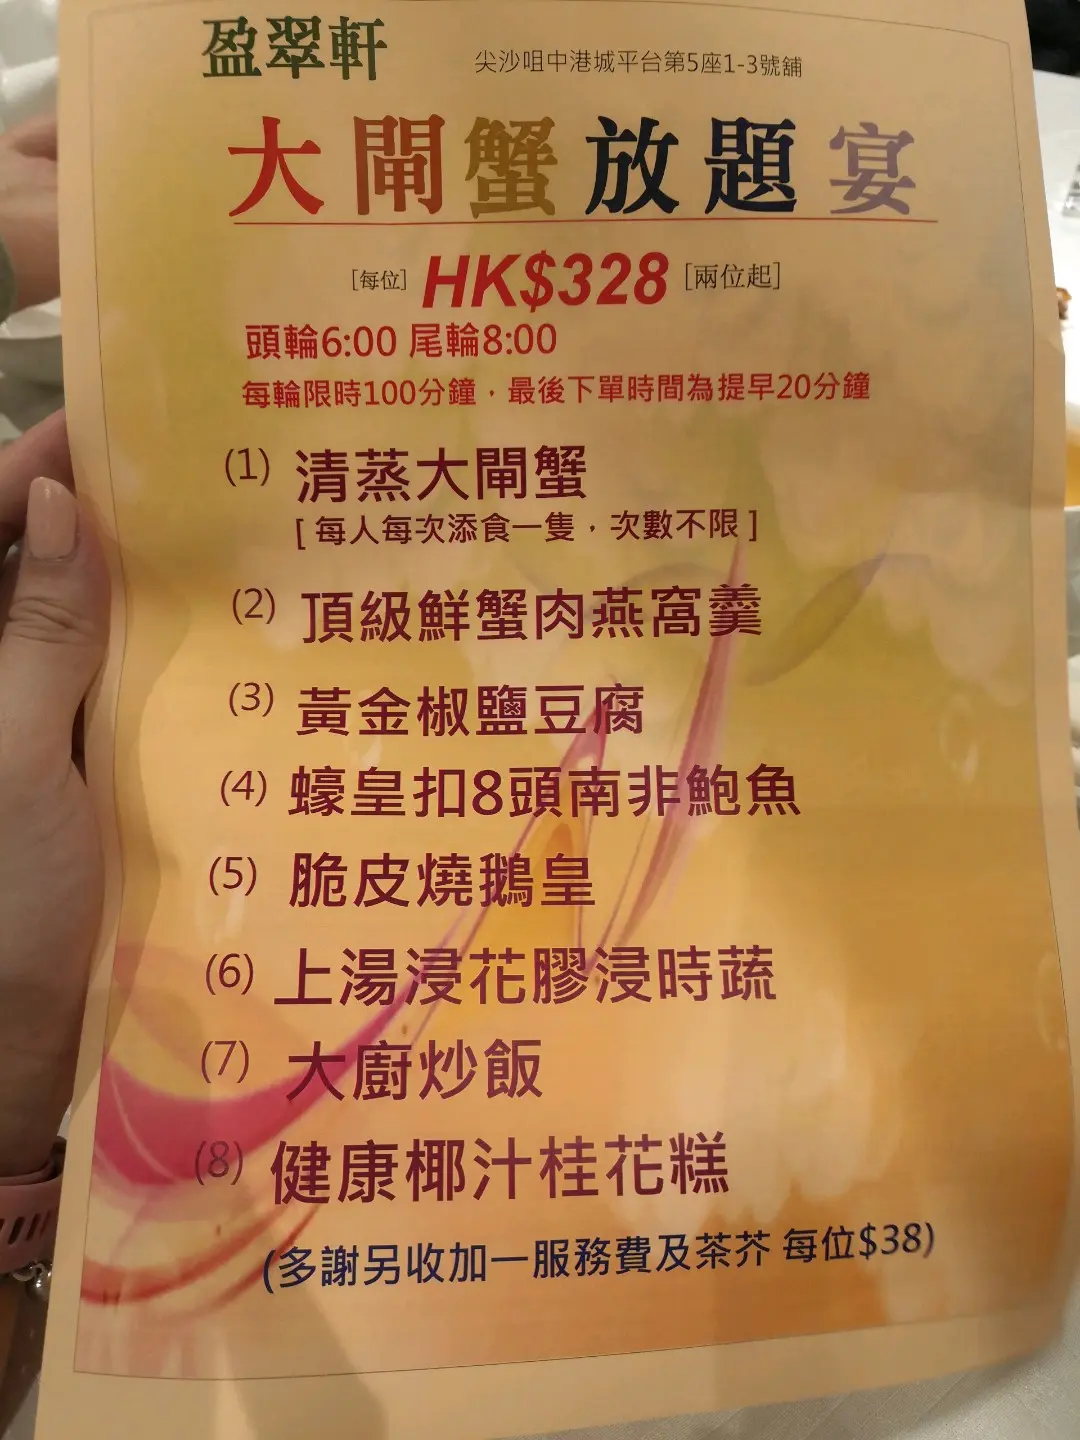 盈翠軒
尖沙咀中港城平台第5座1-3號舖
大閘蟹放題宴
[每位] HK$328 [兩位起]
頭輪6:00 尾輪8:00
每輪限時100分鐘，最後下單時間為提早20分鐘
(1) 清蒸大閘蟹
[每人每次添食一隻，次數不限]
(2) 頂級鮮蟹肉燕窩羹
(3) 黃金椒鹽豆腐
(4) 蠔皇扣8頭南非鮑魚
(5) 脆皮燒鵝皇
(6) 上湯浸花膠浸時蔬
(7) 大廚炒飯
(8) 健康椰汁桂花糕
(多謝另收加一服務費及茶芥 每位$38)